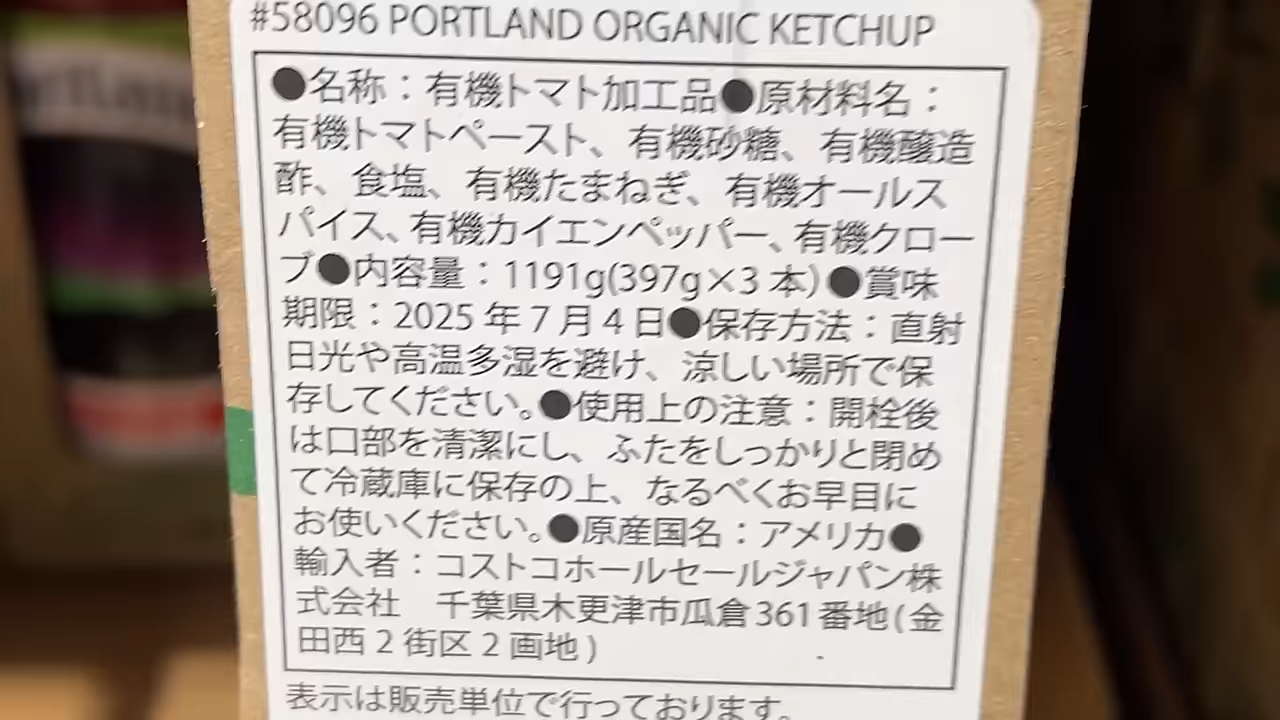 #58096 PORTLAND ORGANIC KETCHUP
●名称：有機トマト加工品●原材料名：
有機トマトペースト、有機砂糖、有機醸造
酢、食塩、有機たまねぎ、有機オールス
パイス、有機カイエンペッパー、有機クロー
ブ●内容量：1191g(397g×3 本)●賞味
期限：2025 年 7 月 4 日●保存方法：直射
日光や高温多湿を避け、涼しい場所で保
存してください。●使用上の注意：開栓後
は口部を清潔にし、ふたをしっかりと閉め
て冷蔵庫に保存の上、なるべくお早目に
お使いください。●原産国名：アメリカ●
輸入者：コストコホールセールジャパン株
式会社　千葉県木更津市瓜倉 361 番地(金
田西 2 街区 2 画地)
表示は販売単位で行っております。